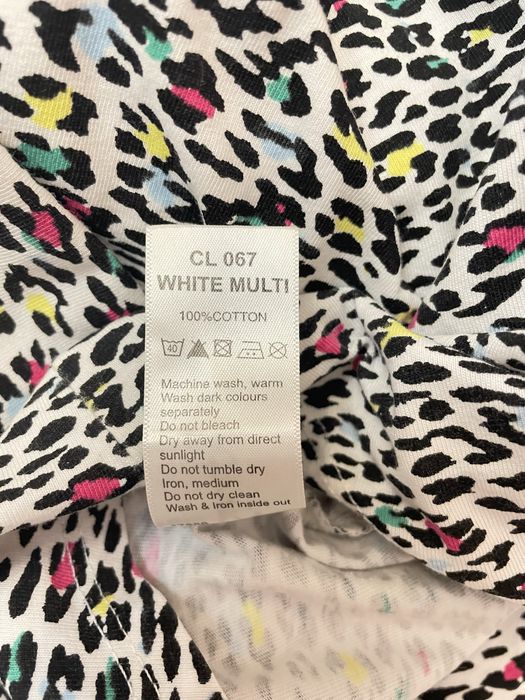 CL 067
WHITE MULTI
100%COTTON
40
Machine wash, warm
Wash dark colours
separately
Do not bleach
Dry away from direct
sunlight
Do not tumble dry
Iron, medium
Do not dry clean
Wash & Iron inside out